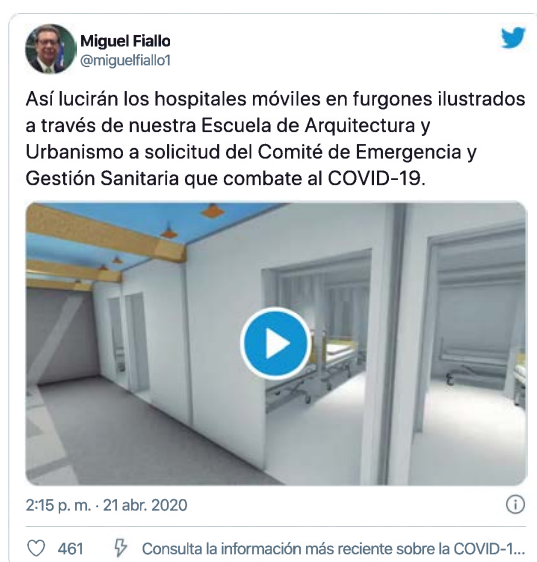 Miguel Fiallo
@miguelfiallo1
Así lucirán los hospitales móviles en furgones ilustrados
a través de nuestra Escuela de Arquitectura y
Urbanismo a solicitud del Comité de Emergencia y
Gestión Sanitaria que combate al COVID-19.
2:15 p. m. · 21 abr. 2020
461 Consulta la información más reciente sobre la COVID-1...